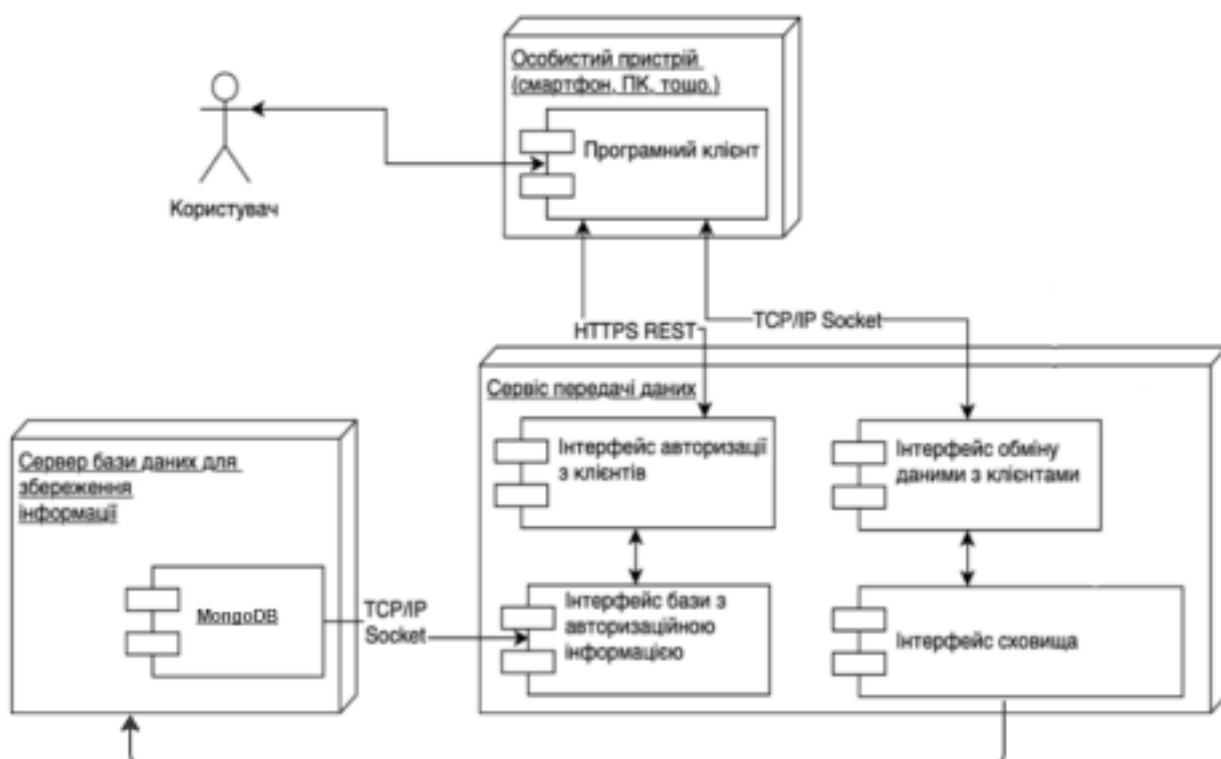 Особистий пристрій
(смартфон, ПК, тощо.)
Програмний клієнт
Користувач
HTTPS REST
TCP/IP Socket
Сервіс передачі даних
Інтерфейс авторизації
з клієнтів
Інтерфейс обміну
даними з клієнтами
Сервер бази даних для
збереження
інформації
MongoDB
TCP/IP
Socket
Інтерфейс бази з
авторизаційною
інформацією
Інтерфейс сховища